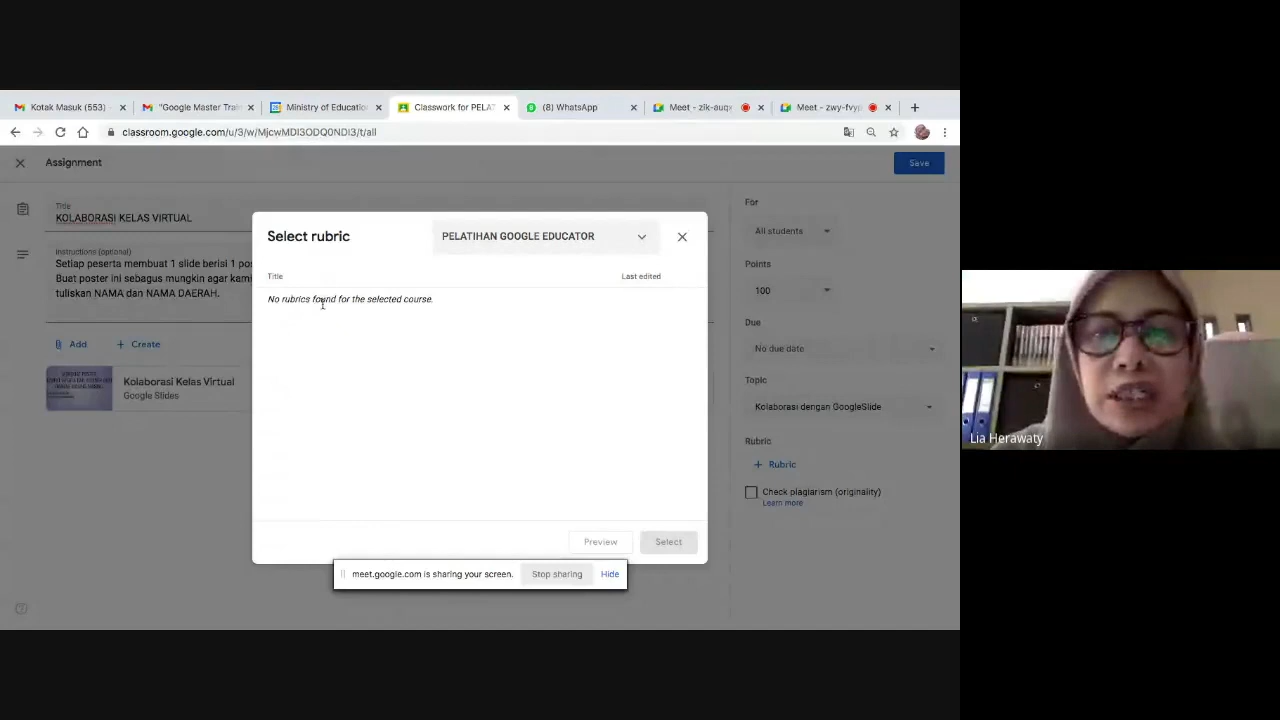 Kotak Masuk (553)
"Google Master Train
Ministry of Educatio
Classwork for PELAT
(8) WhatsApp
Meet - zik-auqx
Meet - zwy-fvyp
classroom.google.com/u/3/w/MjcwMDI3ODQ0NDI3/t/all
Assignment
Save
Title
KOLABORASI KELAS VIRTUAL
Instructions (optional)
Setiap peserta membuat 1 slide berisi 1 pos
Buat poster ini sebagus mungkin agar kami
tuliskan NAMA dan NAMA DAERAH.
Add
Create
Kolaborasi Kelas Virtual
Google Slides
Select rubric
PELATIHAN GOOGLE EDUCATOR
Title
Last edited
No rubrics found for the selected course.
Preview
Select
meet.google.com is sharing your screen.
Stop sharing
Hide
For
All students
Points
100
Due
No due date
Topic
Kolaborasi dengan GoogleSlide
Rubric
Rubric
Check plagiarism (originality)
Learn more
Lia Herawaty